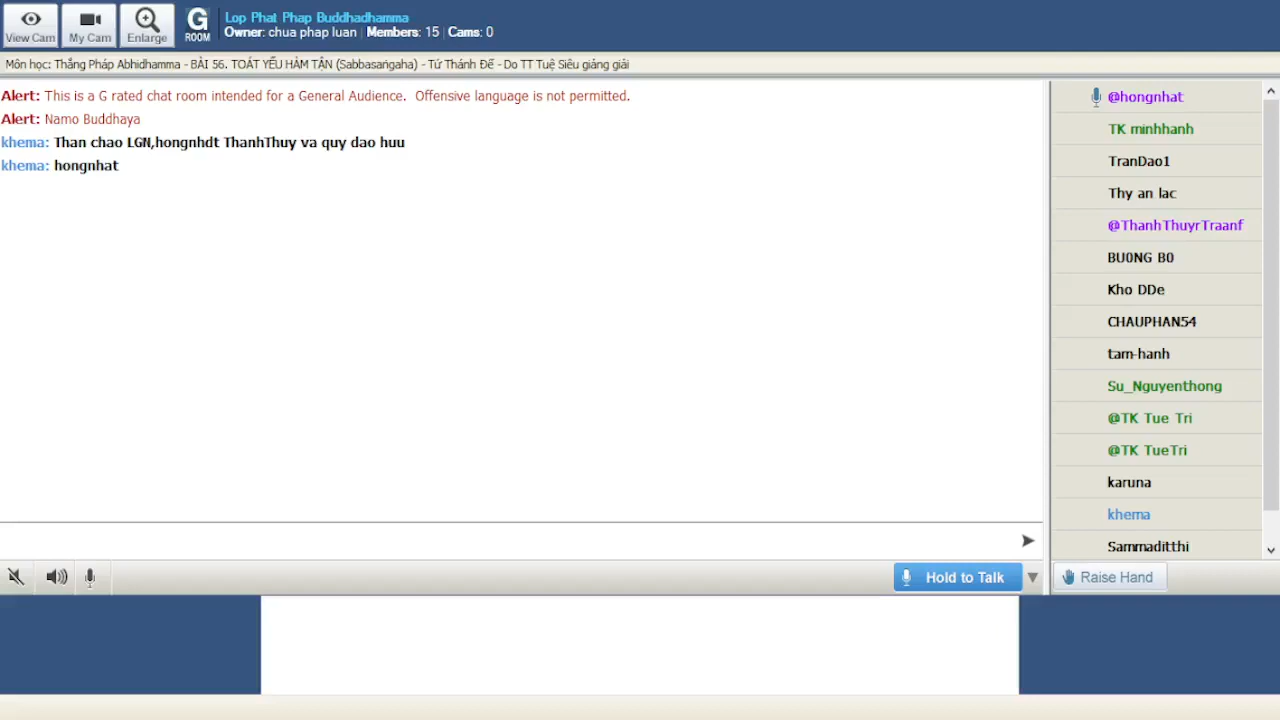 View Cam
My Cam
Enlarge
G
ROOM
Lop Phat Phap Buddhadhamma
Owner: chua phap luan | Members: 15 | Cams: 0
Môn học: Thắng Pháp Abhidhamma - BÀI 56. TOÁT YẾU HÀM TẬN (Sabbasaṅgaha) - Tứ Thánh Đế - Do TT Tuệ Siêu giảng giải
Alert: This is a G rated chat room intended for a General Audience. Offensive language is not permitted.
Alert: Namo Buddhaya
khema: Than chao LGN,hongnhdt ThanhThuy va quy dao huu
khema: hongnhat
@hongnhat
TK minhhanh
TranDao1
Thy an lac
@ThanhThuyrTraanf
BU0NG B0
Kho DDe
CHAUPHAN54
tam-hanh
Su_Nguyenthong
@TK Tue Tri
@TK TueTri
karuna
khema
Sammaditthi
Hold to Talk
Raise Hand